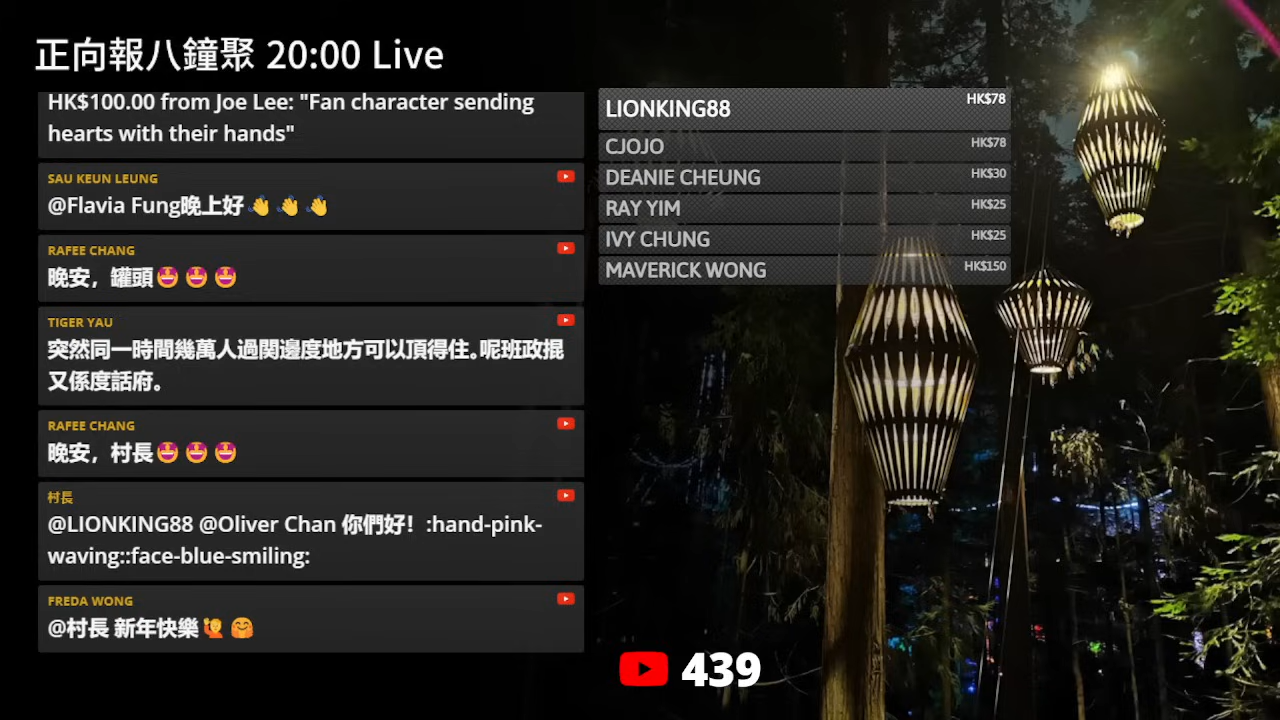 正向報八鐘聚 20:00 Live
HK$100.00 from Joe Lee: "Fan character sending
hearts with their hands"
SAU KEUN LEUNG
@Flavia Fung晚上好👋👋👋
RAFEE CHANG
晚安，罐頭🤩🤩🤩
TIGER YAU
突然同一時間幾萬人過関邊度地方可以頂得住。呢班政掍
又係度話府。
RAFEE CHANG
晚安，村長🤩🤩🤩
村長
@LIONKING88 @Oliver Chan 你們好！:hand-pink-
waving::face-blue-smiling:
FREDA WONG
@村長 新年快樂🙋🤗
LIONKING88 HK$78
CJOJO HK$78
DEANIE CHEUNG HK$30
RAY YIM HK$25
IVY CHUNG HK$25
MAVERICK WONG HK$150
439